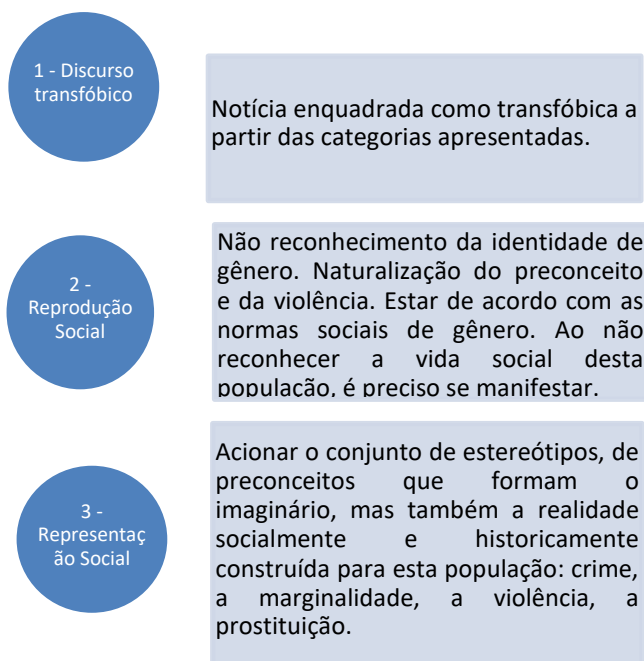 1 - Discurso
transfóbico
Notícia enquadrada como transfóbica a
partir das categorias apresentadas.
2 -
Reprodução
Social
Não reconhecimento da identidade de
gênero. Naturalização do preconceito
e da violência. Estar de acordo com as
normas sociais de gênero. Ao não
reconhecer a vida social desta
população, é preciso se manifestar.
3 -
Representaç
ão Social
Acionar o conjunto de estereótipos, de
preconceitos que formam o
imaginário, mas também a realidade
socialmente e historicamente
construída para esta população: crime,
a marginalidade, a violência, a
prostituição.